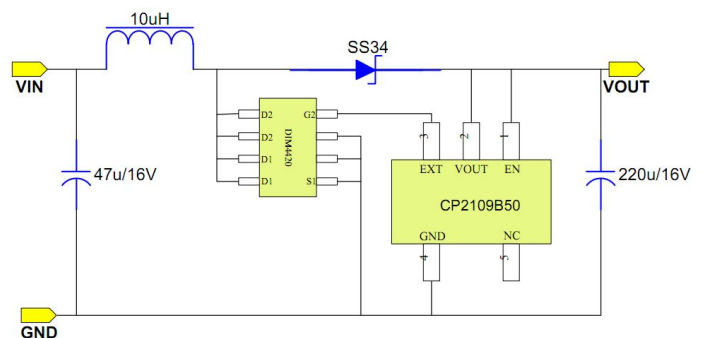 10uH
SS34
VIN
VOUT
D2
G2
D2
D1
D1
S1
DIM4420
3
2
1
EXT
VOUT
EN
47u/16V
220u/16V
CP2109B50
GND
NC
4
5
GND